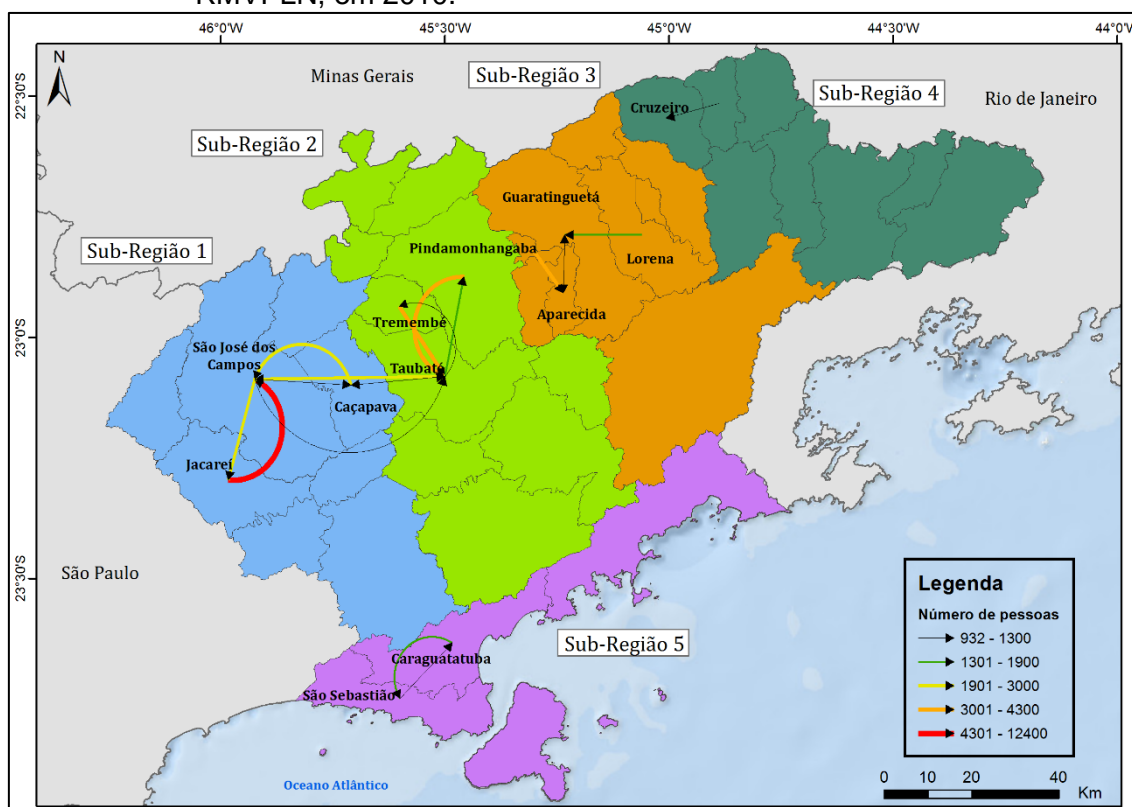 RMVPLN, em 2010.
46°0'W
45°30'W
45°0'W
44°30'W
44°0'W
N
Minas Gerais
Sub-Região 3
Rio de Janeiro
22°30'S
Cruzeiro
Sub-Região 4
Sub-Região 2
Guaratinguetá
Pindamonhangaba
Sub-Região 1
Lorena
Aparecida
Tremembé
23°0'S
São José dos
Campos
Taubaté
Caçapava
Jacareí
São Paulo
23°30'S
Sub-Região 5
Caraguatatuba
São Sebastião
Oceano Atlântico
Legenda
Número de pessoas
932 - 1300
1301 - 1900
1901 - 3000
3001 - 4300
4301 - 12400
0 10 20 40
Km